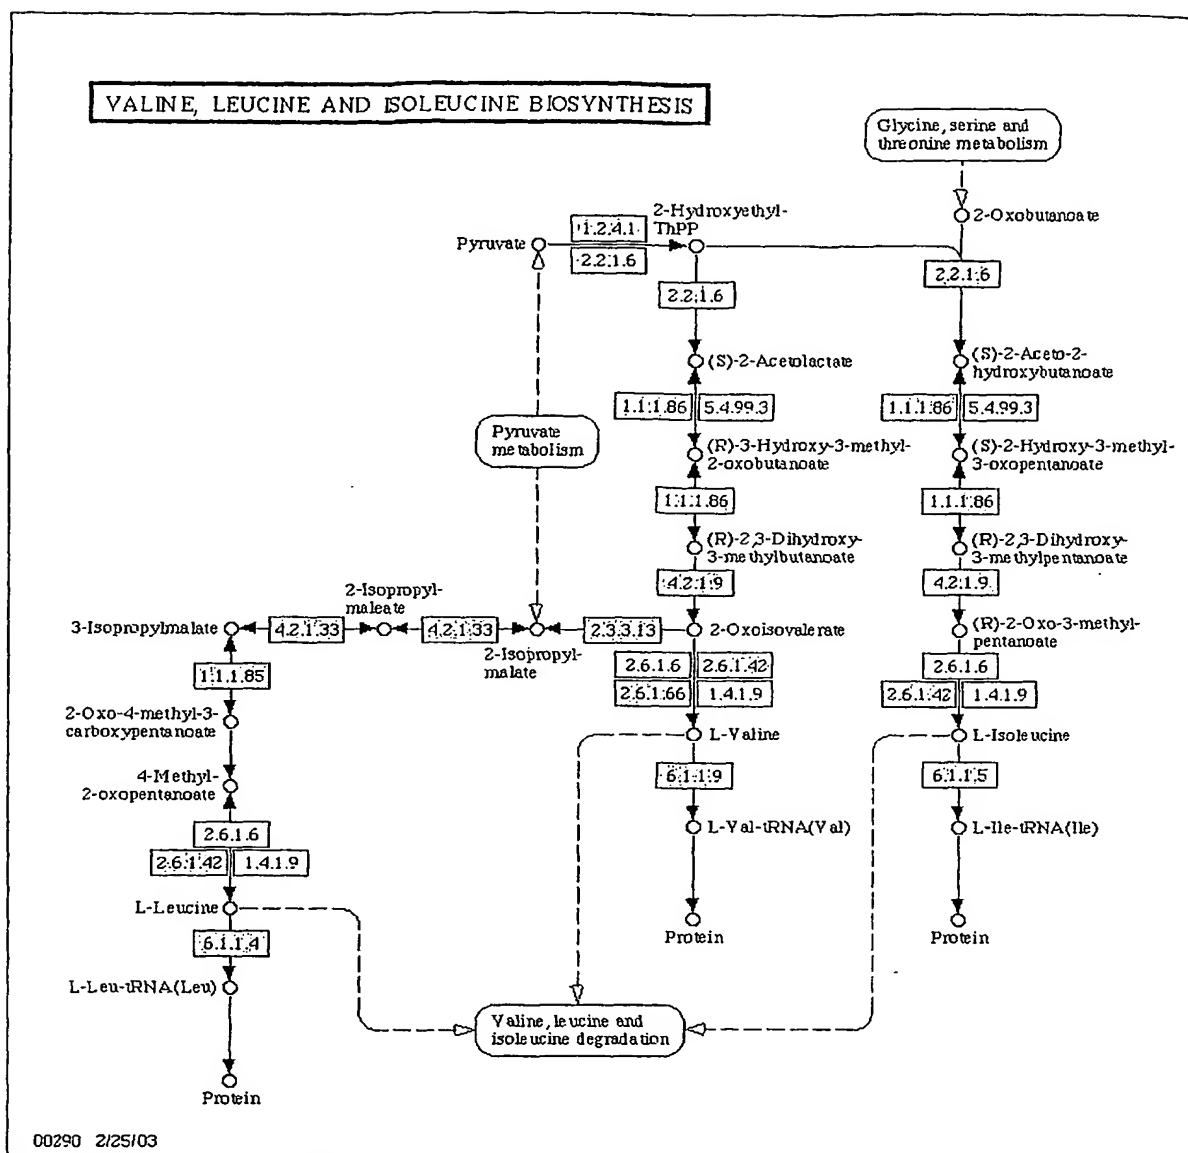 VALINE, LEUCINE AND ISOLEUCINE BIOSYNTHESIS
Glycine, serine and
threonine metabolism
2-Hydroxyethyl-
ThPP
2-Oxobutanoate
Pyruvate
1.2.4.1
2.2.1.6
2.2.1.6
2.2.1.6
(S)-2-Acetolactate
(S)-2-Aceto-2-
hydroxybutanoate
1.1.1.86
5.4.99.3
1.1.1.86
5.4.99.3
Pyruvate
metabolism
(R)-3-Hydroxy-3-methyl-
2-oxobutanoate
(S)-2-Hydroxy-3-methyl-
3-oxopentanoate
1.1.1.86
1.1.1.86
(R)-2,3-Dihydroxy-
3-methylbutanoate
(R)-2,3-Dihydroxy-
3-methylpentanoate
4.2.1.9
4.2.1.9
2-Isopropyl-
maleate
3-Isopropylmalate
4.2.1.33
4.2.1.33
2.3.3.13
2-Oxoisovalerate
(R)-2-Oxo-3-methyl-
pentanoate
2-Isopropyl-
malate
2.6.1.6
2.6.1.42
2.6.1.66
1.4.1.9
2.6.1.6
2.6.1.42
1.4.1.9
1.1.1.85
2-Oxo-4-methyl-3-
carboxypentanoate
L-Valine
L-Isoleucine
4-Methyl-
2-oxopentanoate
6.1.1.9
6.1.1.5
2.6.1.6
2.6.1.42
1.4.1.9
L-Val-tRNA(Val)
L-Ile-tRNA(Ile)
L-Leucine
Protein
Protein
6.1.1.4
L-Leu-tRNA(Leu)
Valine, leucine and
isoleucine degradation
Protein
00290 2/25/03